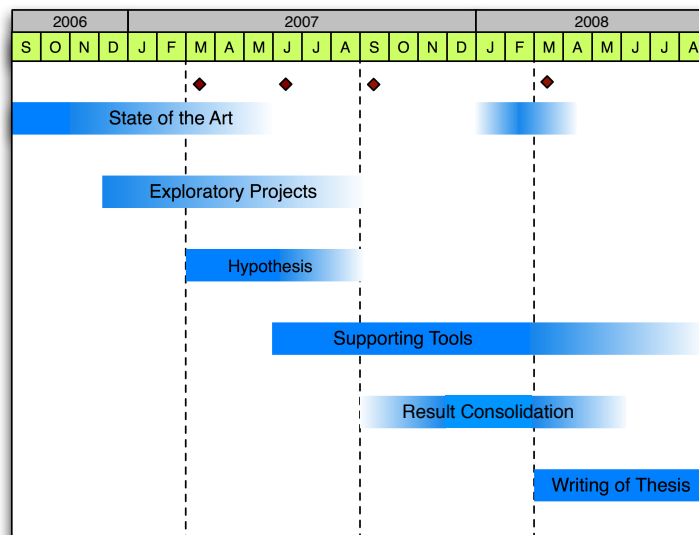 2006 2007 2008
S O N D J F M A M J J A S O N D J F M A M J J A
State of the Art
Exploratory Projects
Hypothesis
Supporting Tools
Result Consolidation
Writing of Thesis